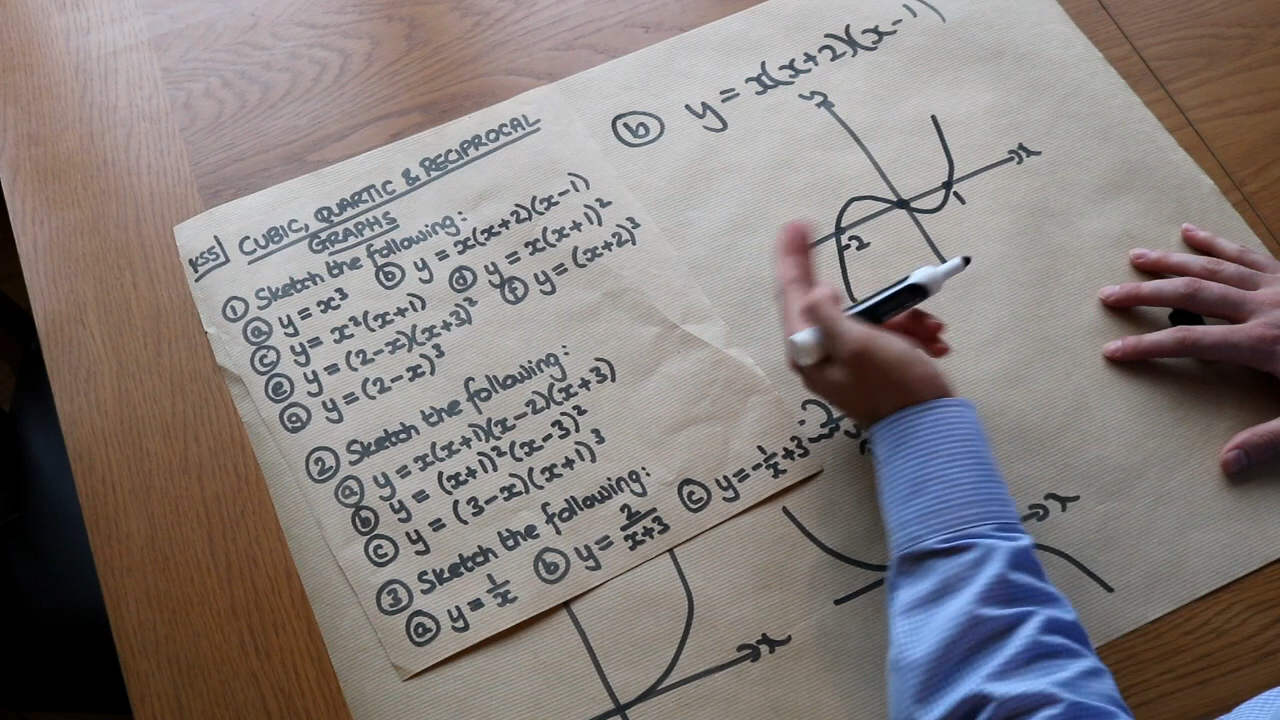 KS5 CUBIC, QUARTIC & RECIPROCAL
GRAPHS
① Sketch the following:
ⓐ y = x³ ⓑ y = x(x+2)(x-1)
ⓒ y = x²(x+1) ⓓ y = x(x+1)²
ⓔ y = (2-x)(x+3)² ⓕ y = (x+2)³
ⓖ y = (2-x)³
② Sketch the following:
ⓐ y = x(x+1)(x-2)(x+3)
ⓑ y = (x+1)²(x-3)²
ⓒ y = (3-x)(x+1)³
③ Sketch the following:
ⓐ y = 1/x ⓑ y = 2/(x+3) ⓒ y = -1/x + 3
ⓑ y = x(x+2)(x-1)
y
x
-2
1
x
x